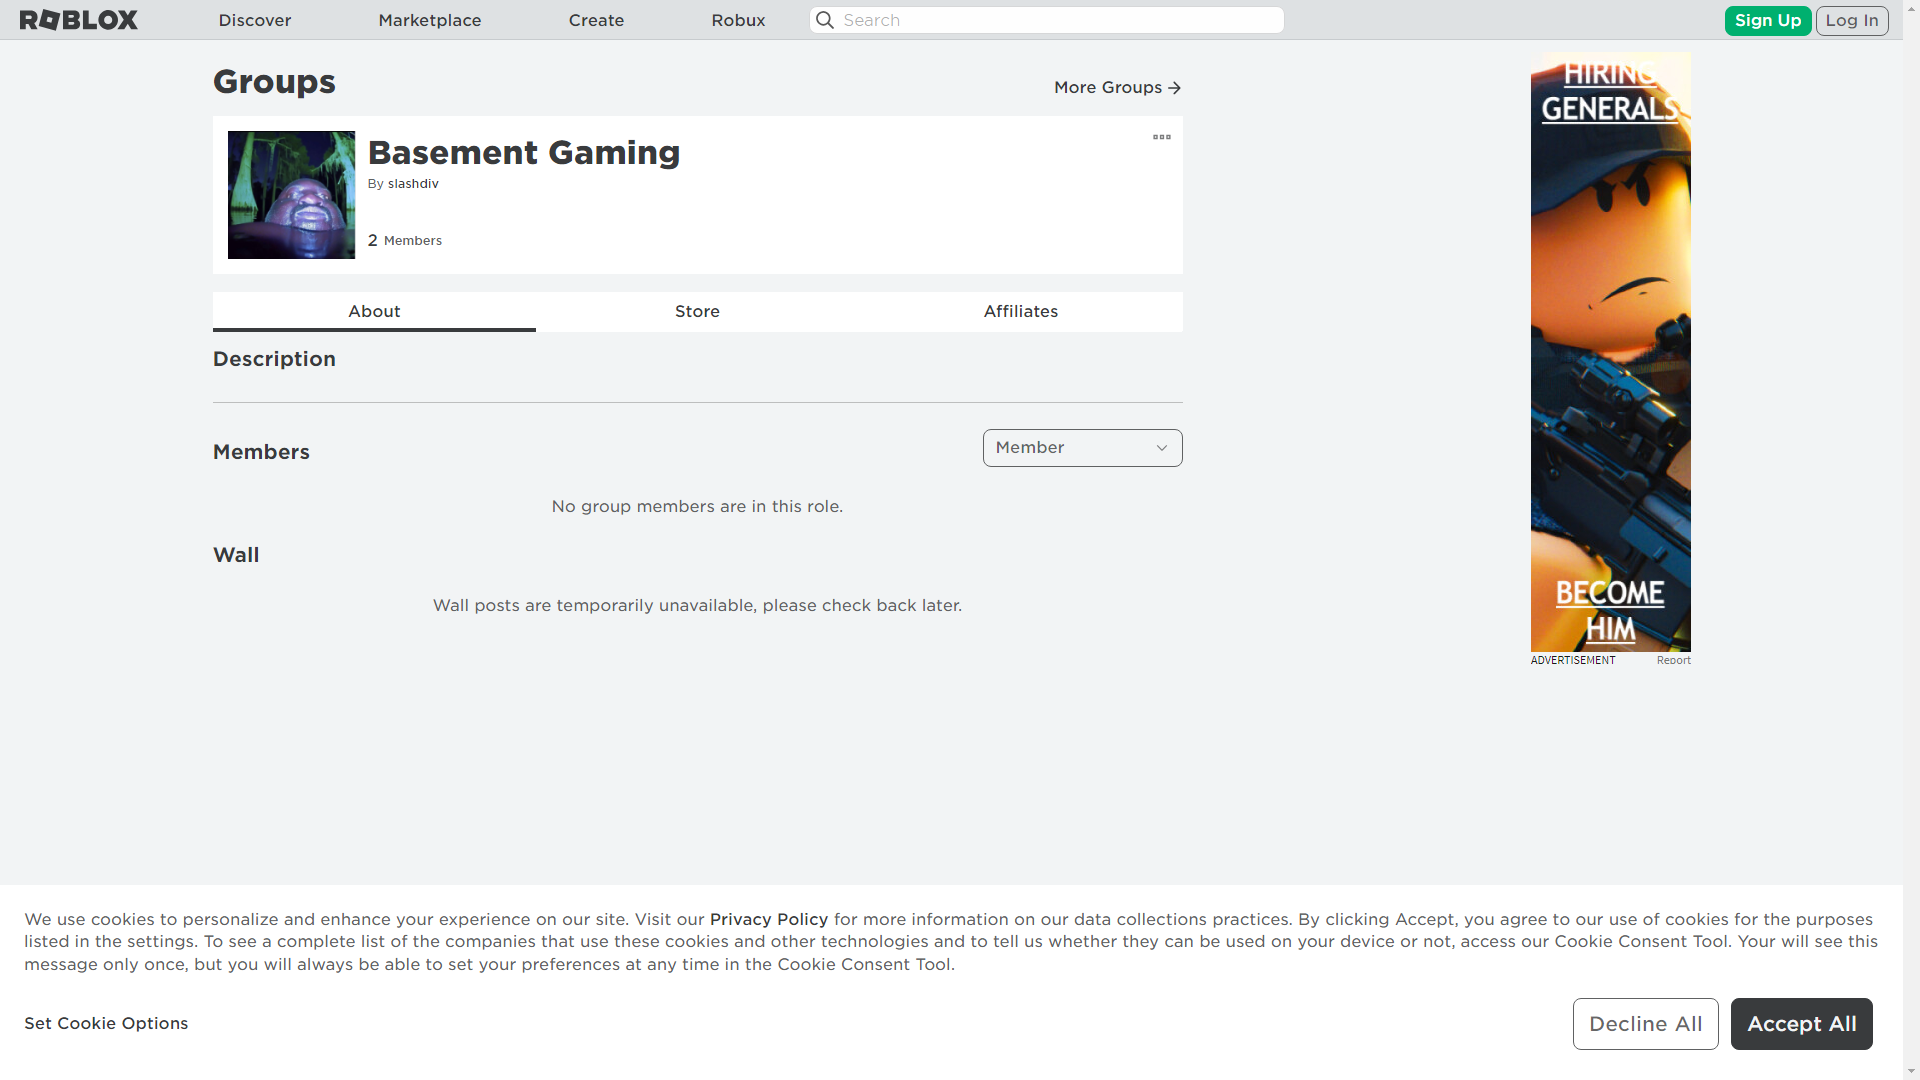 ROBLOX
Discover
Marketplace
Create
Robux
Search
Sign Up
Log In
Groups
More Groups
Basement Gaming
By slashdiv
2 Members
About
Store
Affiliates
Description
Members
Member
No group members are in this role.
Wall
Wall posts are temporarily unavailable, please check back later.
HIRING
GENERALS
BECOME
HIM
ADVERTISEMENT
Report
We use cookies to personalize and enhance your experience on our site. Visit our Privacy Policy for more information on our data collections practices. By clicking Accept, you agree to our use of cookies for the purposes
listed in the settings. To see a complete list of the companies that use these cookies and other technologies and to tell us whether they can be used on your device or not, access our Cookie Consent Tool. Your will see this
message only once, but you will always be able to set your preferences at any time in the Cookie Consent Tool.
Set Cookie Options
Decline All
Accept All